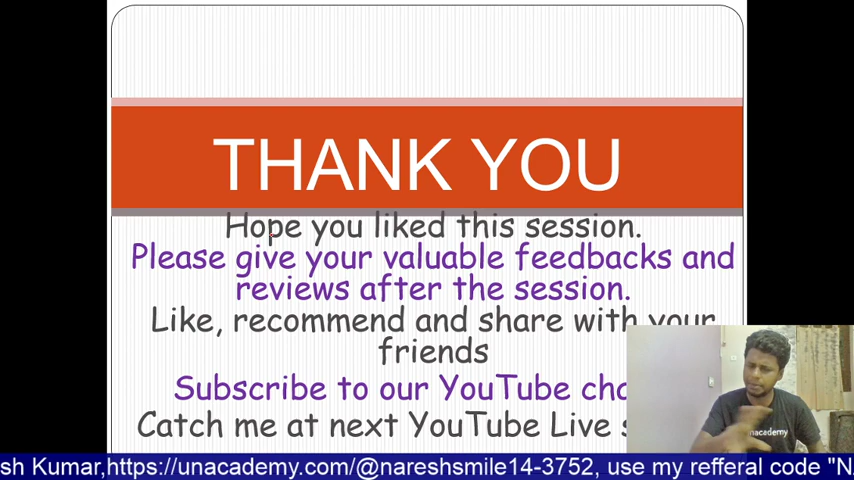 THANK YOU
Hope you liked this session.
Please give your valuable feedbacks and
reviews after the session.
Like, recommend and share with your
friends
Subscribe to our YouTube
Catch me at next YouTube Live
unacademy
Kumar,https://unacademy.com/@nareshsmile14-3752, use my refferal code "N